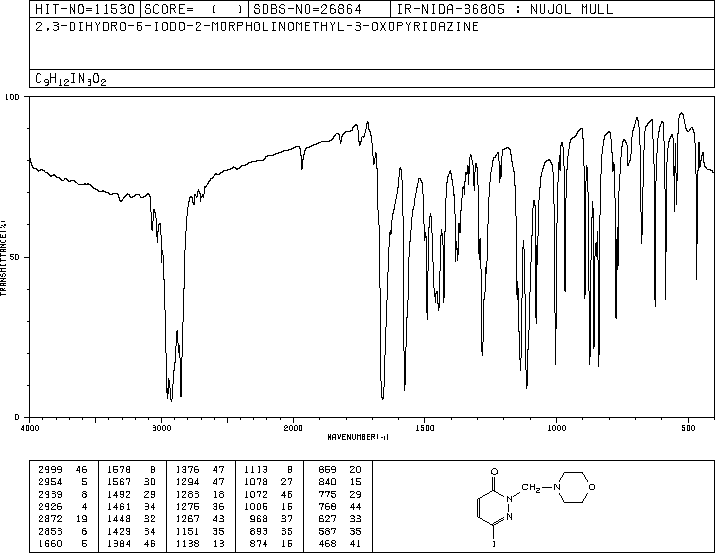 HIT-NO=11530 SCORE= ( ) SDBS-NO=26864 IR-NIDA-36805 : NUJOL MULL
2,3-DIHYDRO-6-IODO-2-MORPHOLINOMETHYL-3-OXOPYRIDAZINE
C9H12IN3O2
100
50
0
TRANSMITTANCE(%)
4000 3000 2000 1500 1000 500
WAVENUMBER(-1)
2999 46 1578 8 1376 47 1113 8 859 20
2954 5 1567 30 1294 47 1078 27 840 15
2939 8 1492 29 1283 18 1072 46 775 29
2926 4 1461 34 1275 36 1006 16 768 44
2872 19 1448 32 1267 43 968 37 627 33
2853 6 1429 34 1151 35 893 35 587 35
1660 5 1384 46 1138 13 874 16 468 41
O
N
CH2
N
O
N
I